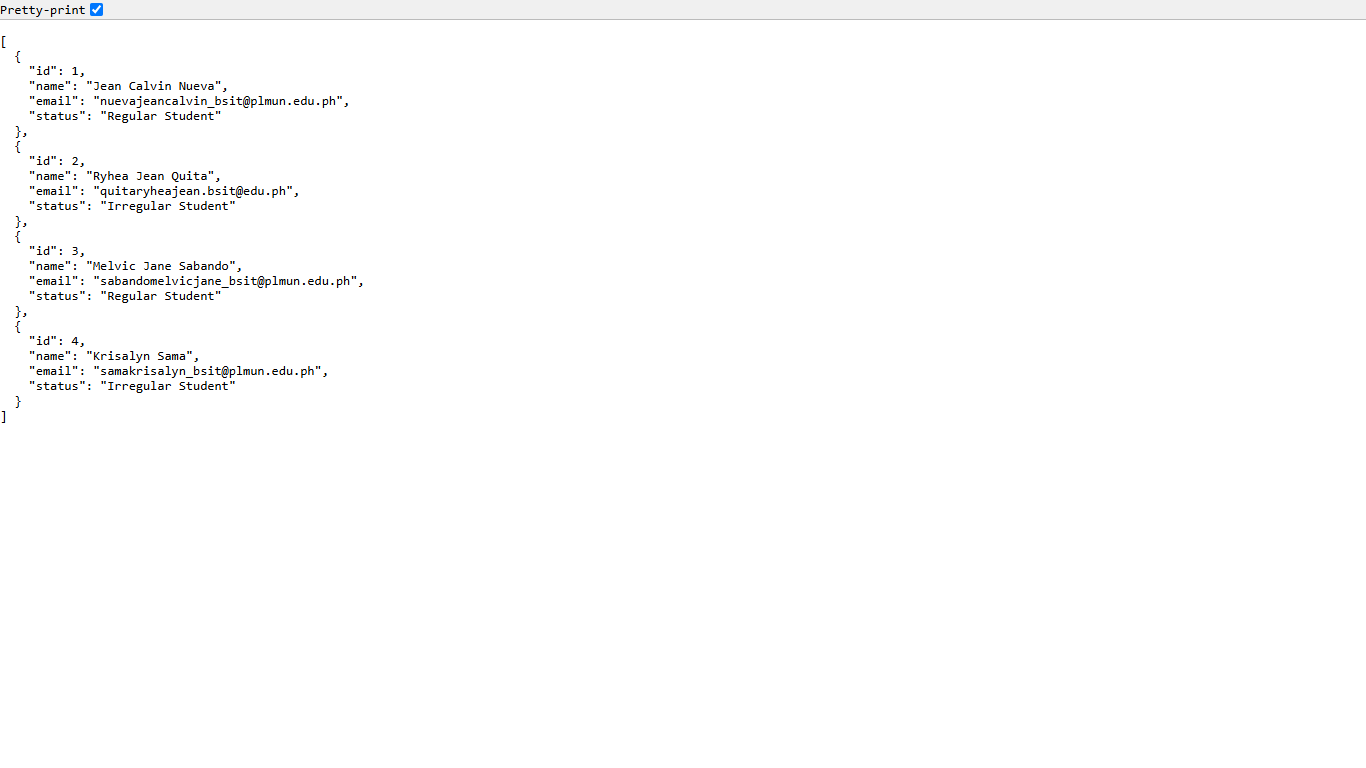 Pretty-print
[
  {
    "id": 1,
    "name": "Jean Calvin Nueva",
    "email": "nuevajeancalvin_bsit@plmun.edu.ph",
    "status": "Regular Student"
  },
  {
    "id": 2,
    "name": "Ryhea Jean Quita",
    "email": "quitaryheajean.bsit@edu.ph",
    "status": "Irregular Student"
  },
  {
    "id": 3,
    "name": "Melvic Jane Sabando",
    "email": "sabandomelvicjane_bsit@plmun.edu.ph",
    "status": "Regular Student"
  },
  {
    "id": 4,
    "name": "Krisalyn Sama",
    "email": "samakrisalyn_bsit@plmun.edu.ph",
    "status": "Irregular Student"
  }
]